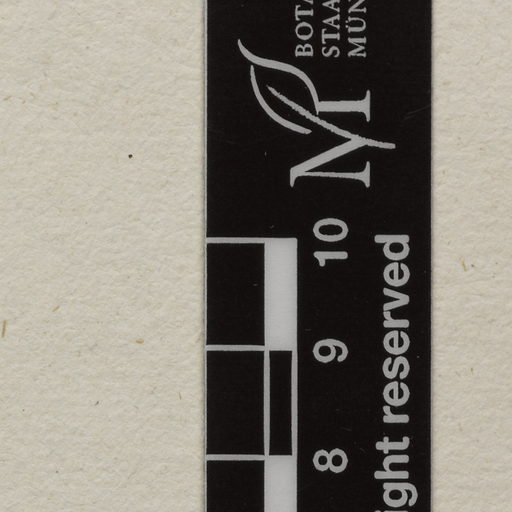 BOTA
STAA
MÜN
M
10
9
8
ight reserved